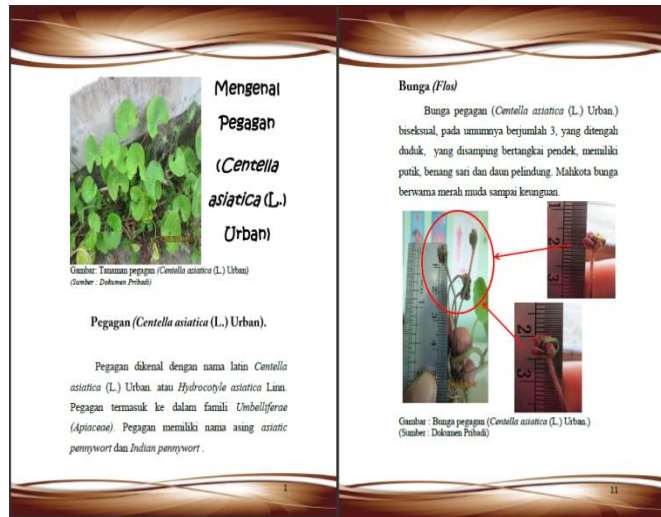 Mengenal
Pegagan
(Centella
asiatica (L.)
Urban)
Gambar: Tanaman pegagan (Centella asiatica (L.) Urban)
(Sumber : Dokumen Pribadi)
Pegagan (Centella asiatica (L.) Urban).
Pegagan dikenal dengan nama latin Centella
asiatica (L.) Urban. atau Hydrocotyle asiatica Linn.
Pegagan termasuk ke dalam famili Umbelliferae
(Apiaceae). Pegagan memiliki nama asing asiatic
pennywort dan Indian pennywort .
1
Bunga (Flos)
Bunga pegagan (Centella asiatica (L.) Urban.)
biseksual, pada umumnya berjumlah 3, yang ditengah
duduk, yang disamping bertangkai pendek, memiliki
putik, benang sari dan daun pelindung. Mahkota bunga
berwarna merah muda sampai keunguan.
Gambar : Bunga pegagan (Centella asiatica (L.) Urban.)
(Sumber : Dokumen Pribadi)
11